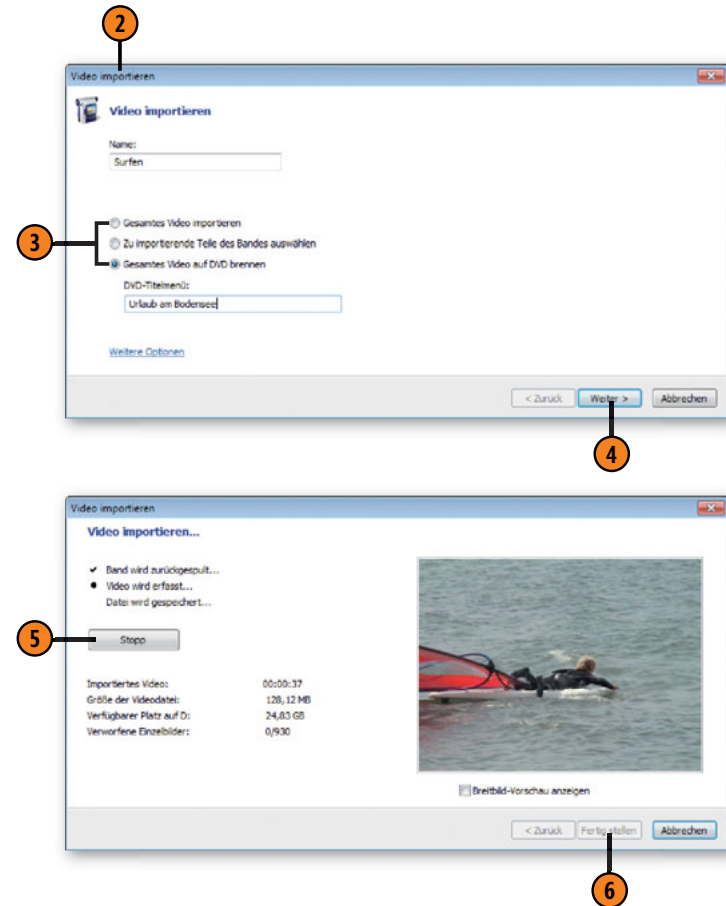 2
Video importieren
Video importieren
Name:
Surfen
Gesamtes Video importieren
3
Zu importierende Teile des Bandes auswählen
Gesamtes Video auf DVD brennen
DVD-Titelmenü:
Urlaub am Bodensee
Weitere Optionen
< Zurück Weiter > Abbrechen
4
Video importieren
Video importieren...
Band wird zurückgespult...
Video wird erfasst...
Datei wird gespeichert...
5 Stopp
Importiertes Video: 00:00:37
Größe der Videodatei: 128,12 MB
Verfügbarer Platz auf D: 24,83 GB
Verworfene Einzelbilder: 0/930
Breitbild-Vorschau anzeigen
< Zurück Fertig stellen Abbrechen
6